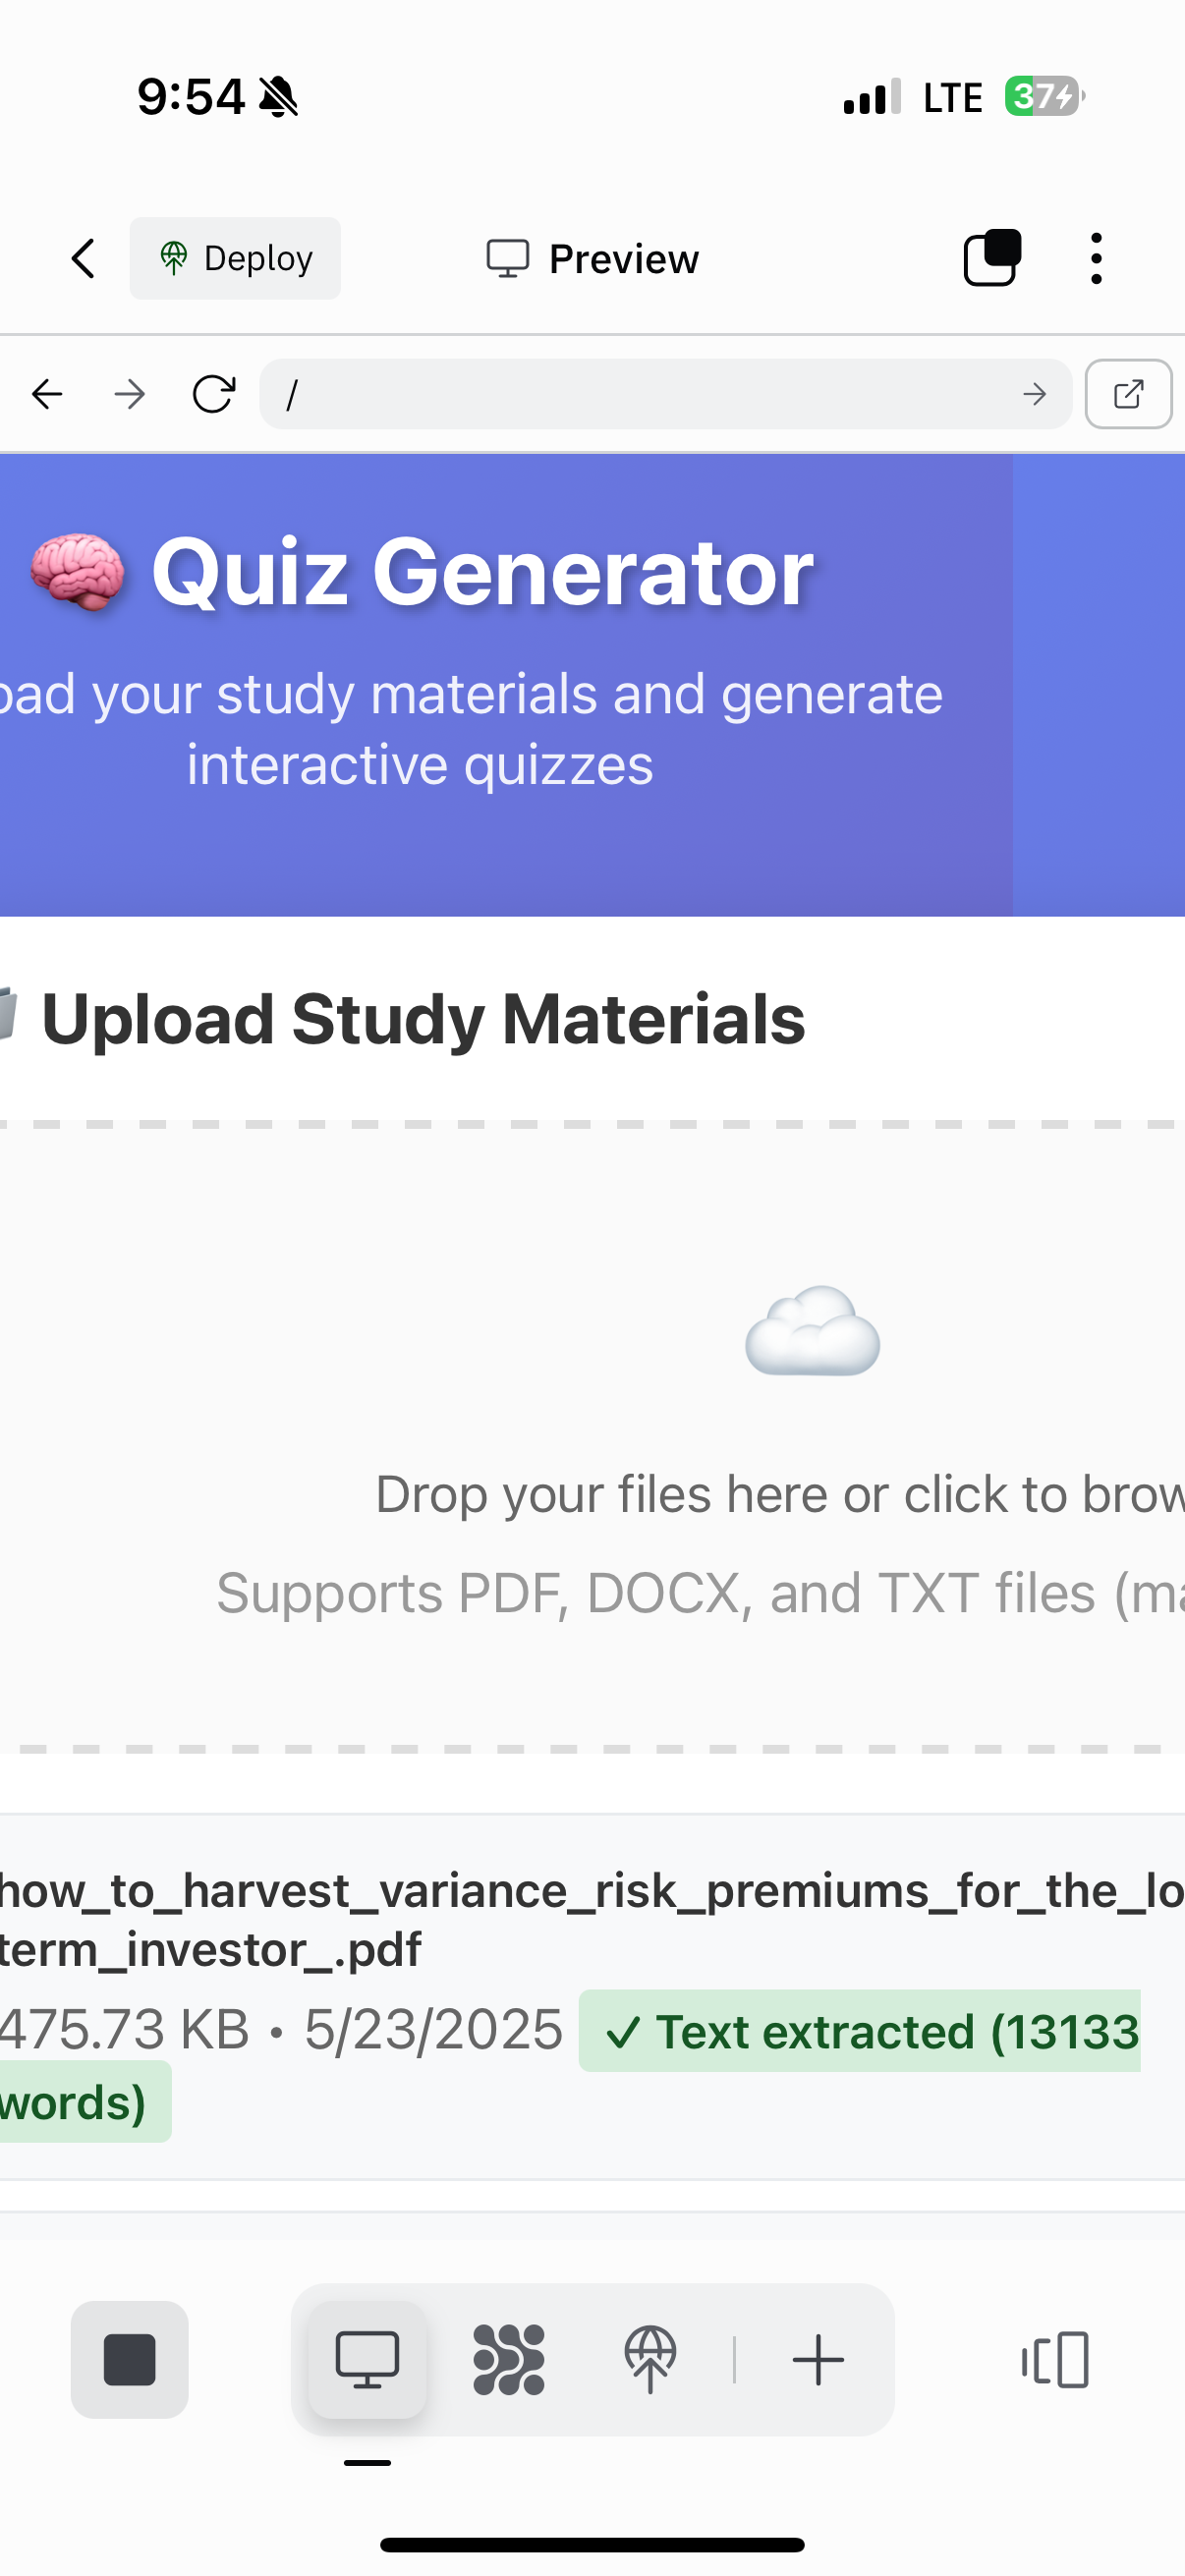 9:54 LTE 37
Deploy Preview
/
Quiz Generator
oad your study materials and generate
interactive quizzes
Upload Study Materials
Drop your files here or click to brow
Supports PDF, DOCX, and TXT files (ma
how_to_harvest_variance_risk_premiums_for_the_lo
term_investor_.pdf
475.73 KB • 5/23/2025 ✓ Text extracted (13133
words)